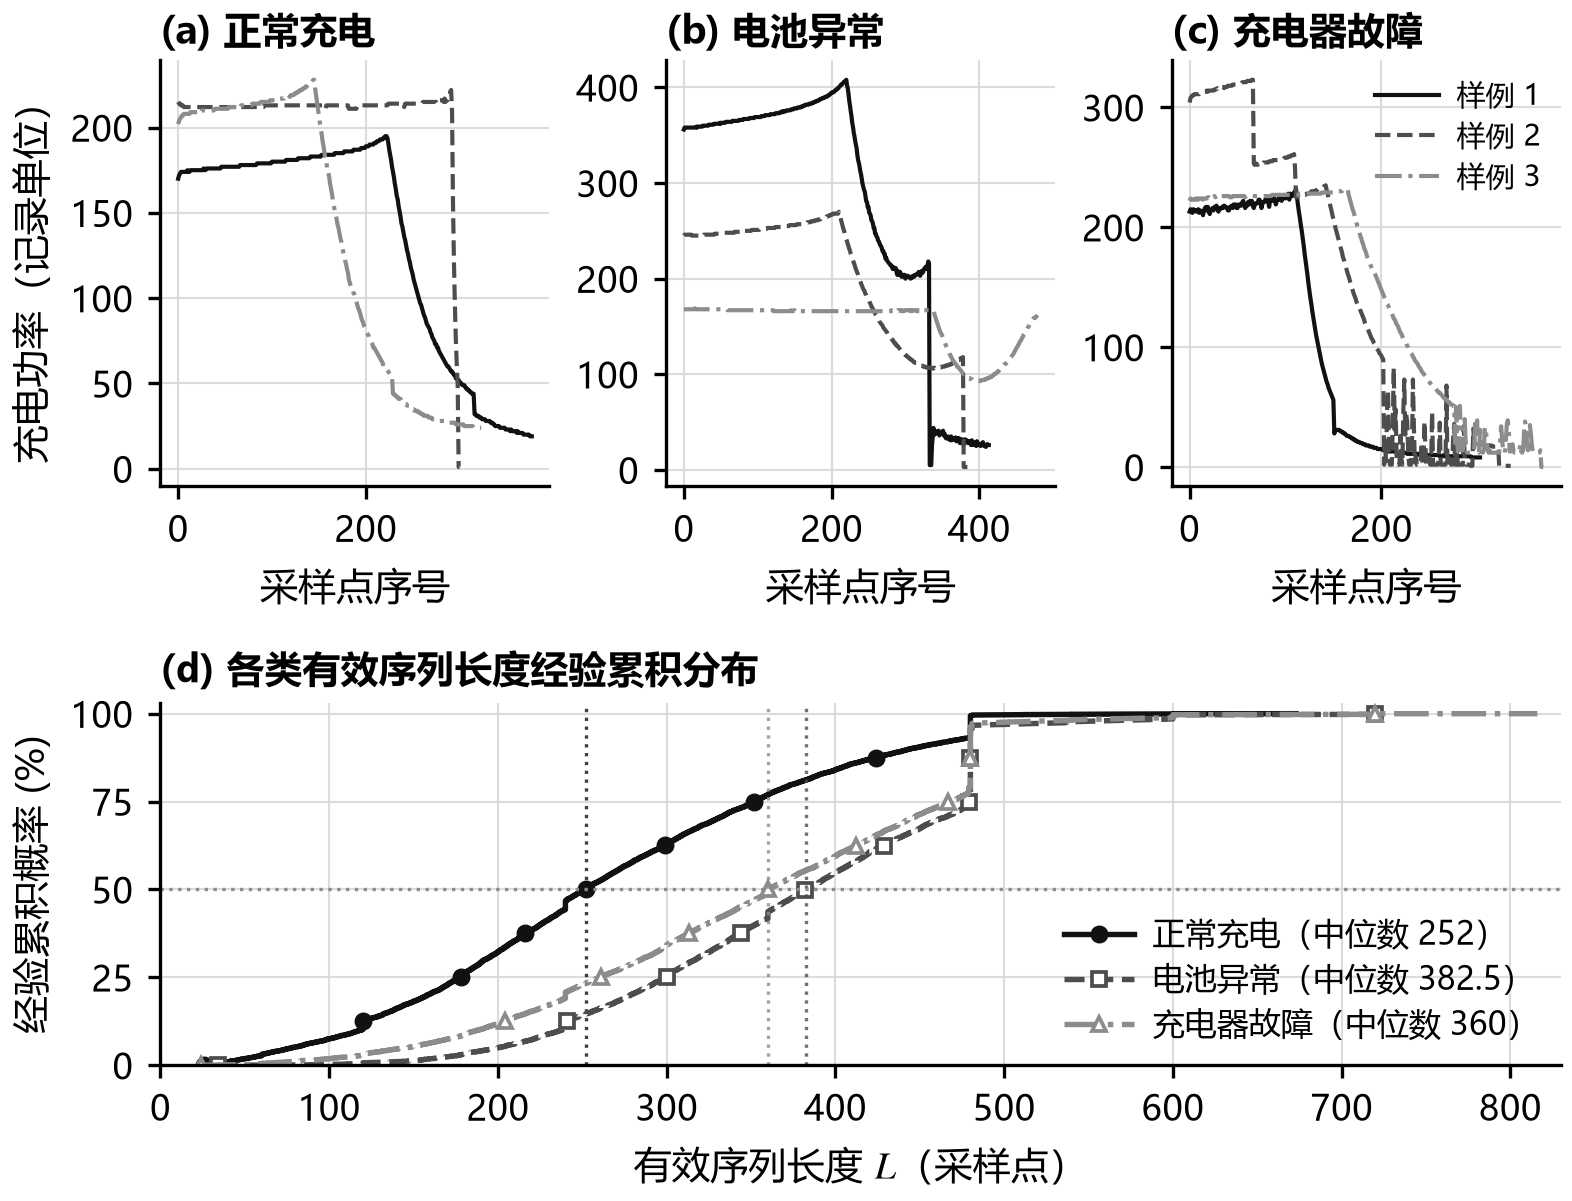 (a) 正常充电
(b) 电池异常
(c) 充电器故障
充电功率（记录单位）
200
150
100
50
0
0
200
采样点序号
400
300
200
100
0
0
200
400
采样点序号
300
200
100
0
0
200
采样点序号
样例 1
样例 2
样例 3
(d) 各类有效序列长度经验累积分布
经验累积概率 (%)
100
75
50
25
0
0
100
200
300
400
500
600
700
800
正常充电（中位数 252）
电池异常（中位数 382.5）
充电器故障（中位数 360）
有效序列长度 L（采样点）